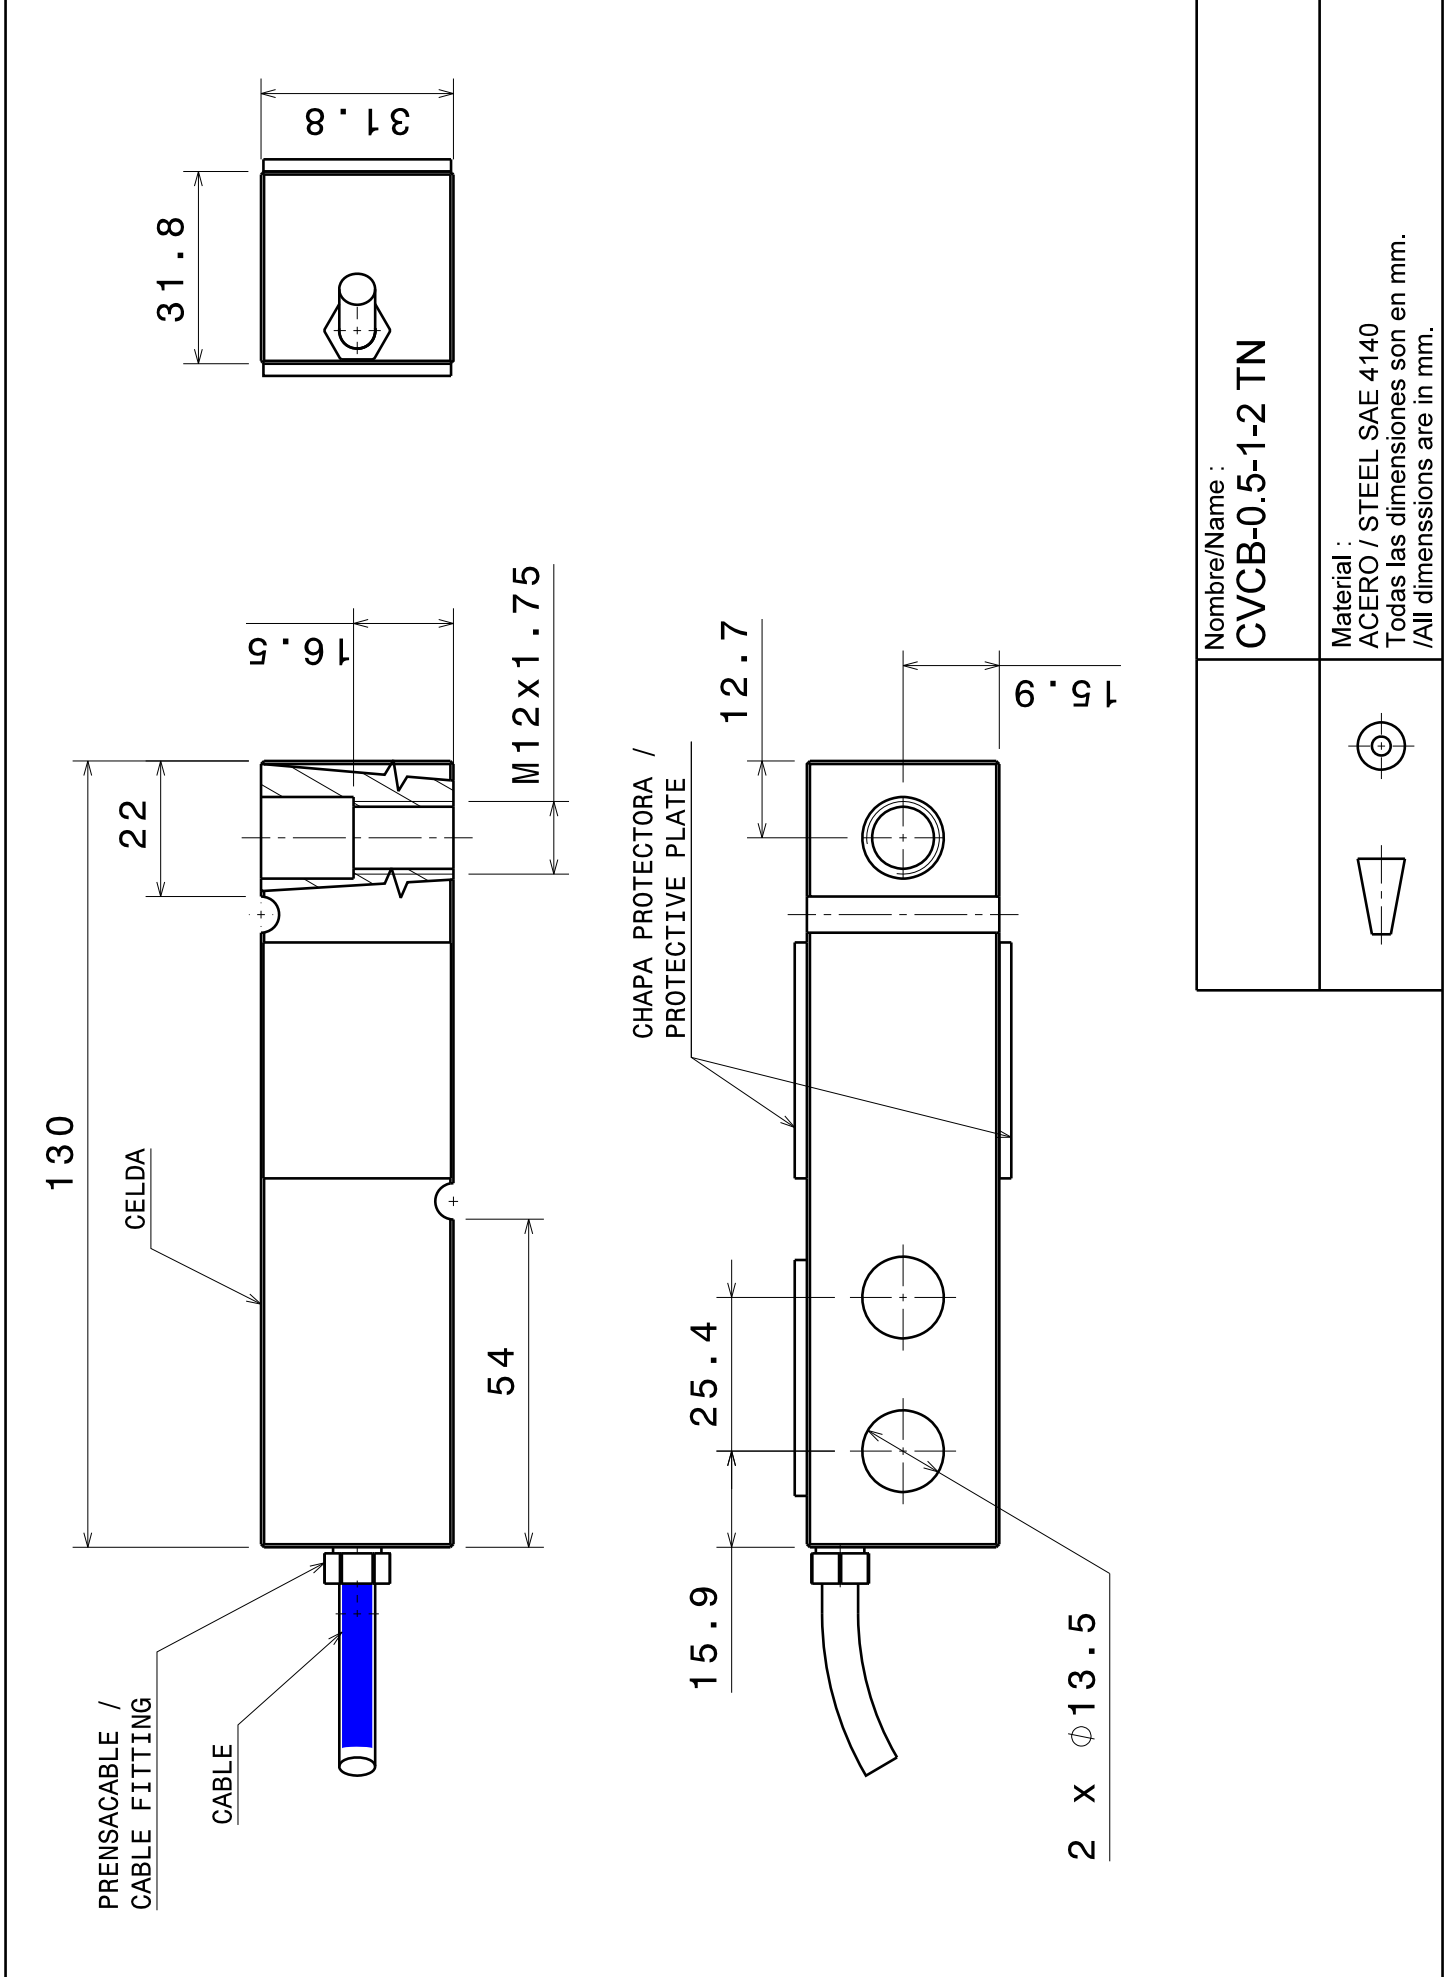 31.8
31.8
130
22
16.5
M12x1.75
CELDA
54
PRENSACABLE /
CABLE FITTING
CABLE
CHAPA PROTECTORA /
PROTECTIVE PLATE
12.7
15.9
25.4
15.9
2 x ⌀13.5
Nombre/Name :
CVCB-0.5-1-2 TN
Material :
ACERO / STEEL SAE 4140
Todas las dimensiones son en mm.
/All dimenssions are in mm.